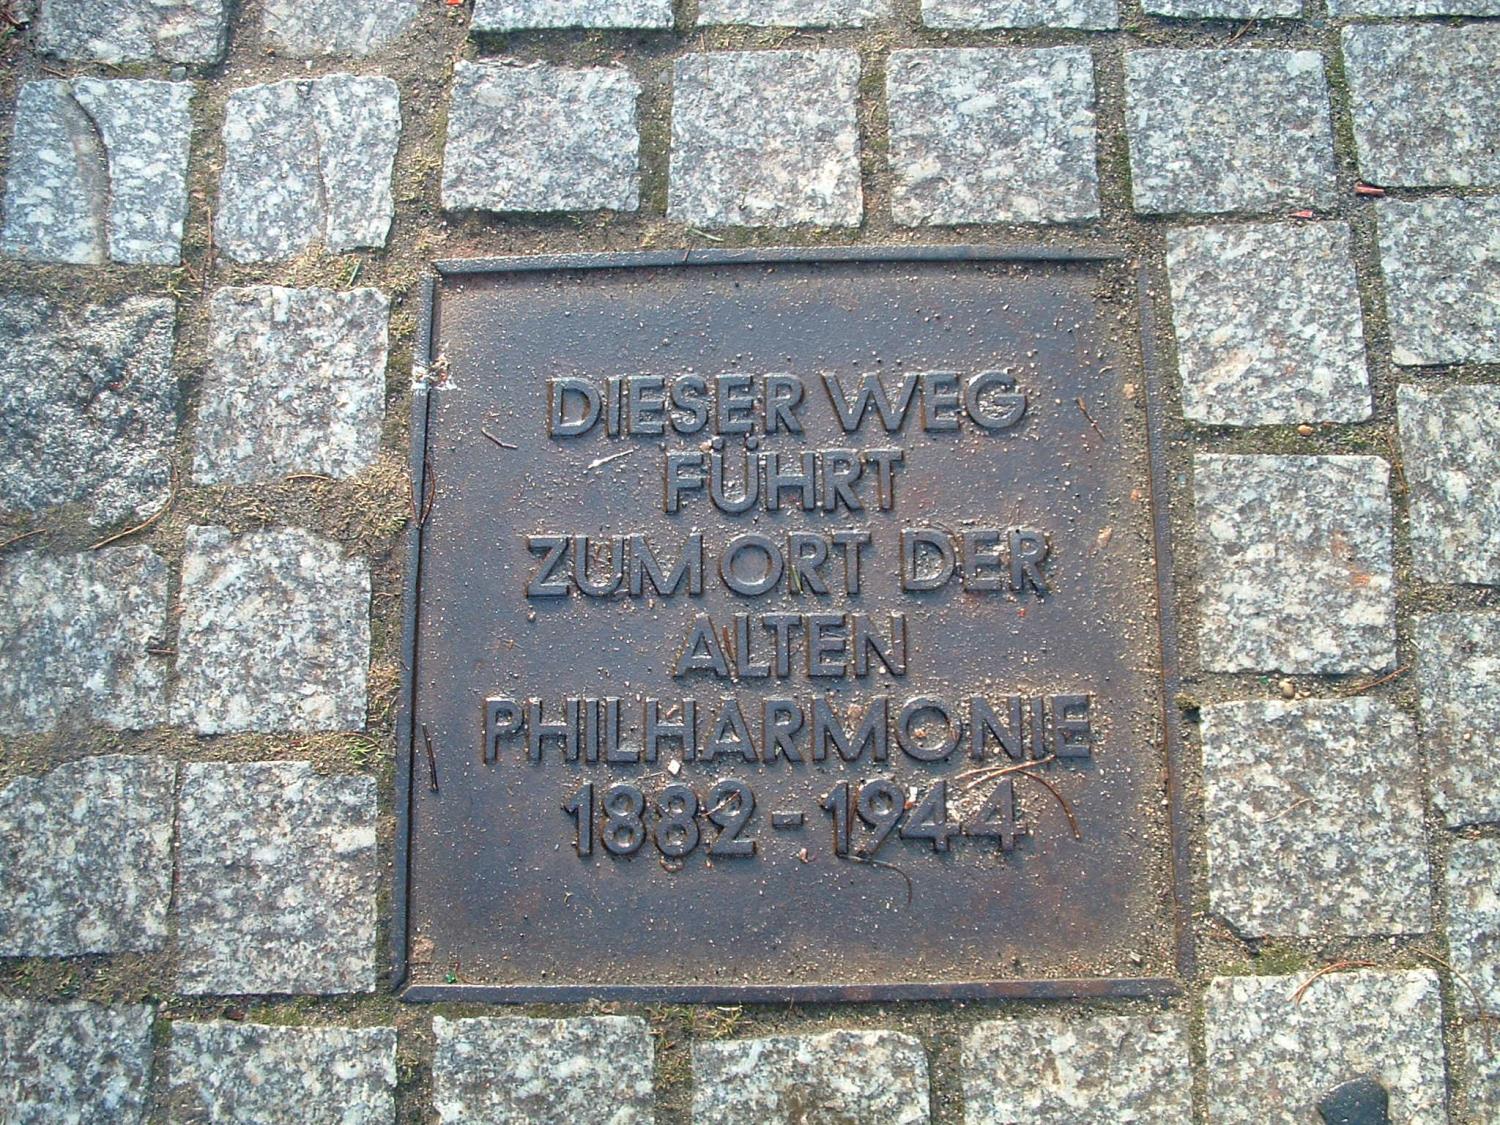 DIESER WEG
FÜHRT
ZUM ORT DER
ALTEN
PHILHARMONIE
1882-1944